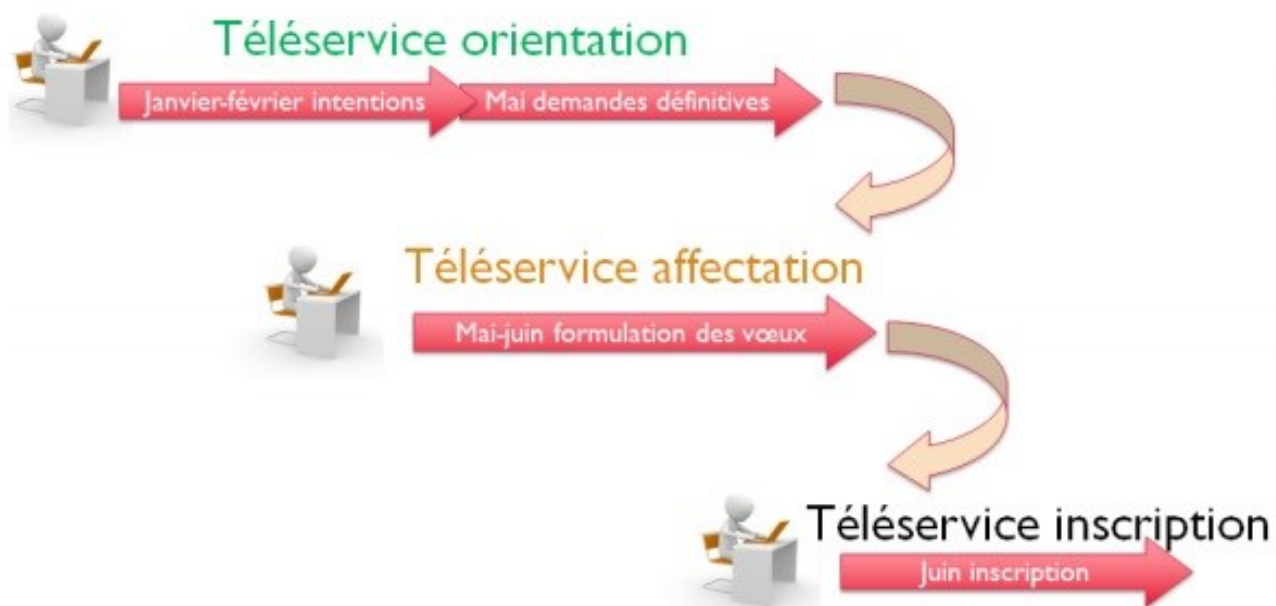 Téléservice orientation
Janvier-février intentions
Mai demandes définitives
Téléservice affectation
Mai-juin formulation des vœux
Téléservice inscription
Juin inscription